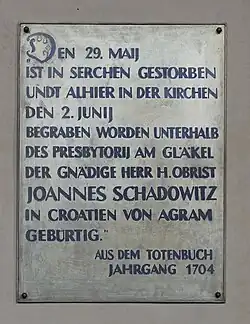 DEN 29. MAIJ
IST IN SERCHEN GESTORBEN
UNDT ALHIER IN DER KIRCHEN
DEN 2. JUNIJ
BEGRABEN WORDEN UNTERHALB
DES PRESBYTORIJ AM GLÄKEL
DER GNÄDIGE HERR H. OBRIST
JOANNES SCHADOWITZ
IN CROATIEN VON AGRAM
GEBÜRTIG."
AUS DEM TOTENBUCH
JAHRGANG 1704